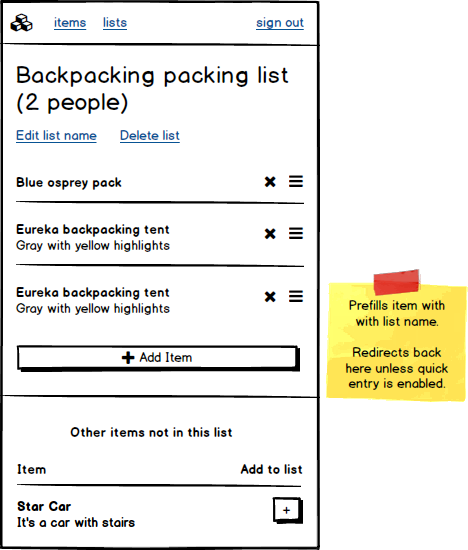 items lists sign out
Backpacking packing list
(2 people)
Edit list name Delete list
Blue osprey pack
Eureka backpacking tent
Gray with yellow highlights
Eureka backpacking tent
Gray with yellow highlights
+ Add Item
Other items not in this list
Item Add to list
Star Car +
It's a car with stairs
Prefills item with
with list name.
Redirects back
here unless quick
entry is enabled.